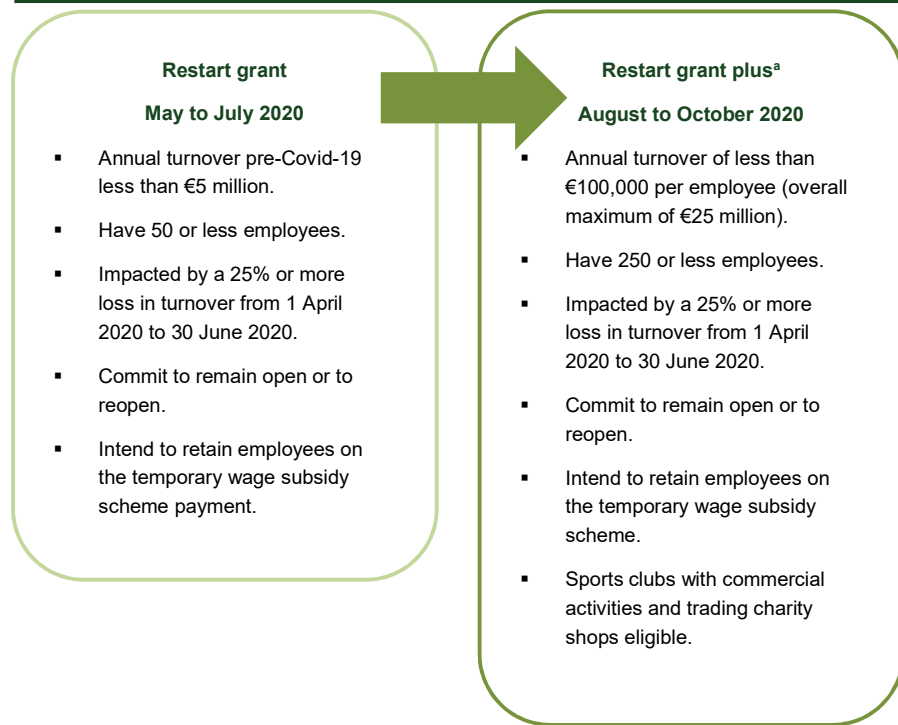 Restart grant
May to July 2020
▪ Annual turnover pre-Covid-19
less than €5 million.
▪ Have 50 or less employees.
▪ Impacted by a 25% or more
loss in turnover from 1 April
2020 to 30 June 2020.
▪ Commit to remain open or to
reopen.
▪ Intend to retain employees on
the temporary wage subsidy
scheme payment.
Restart grant plusᵃ
August to October 2020
▪ Annual turnover of less than
€100,000 per employee (overall
maximum of €25 million).
▪ Have 250 or less employees.
▪ Impacted by a 25% or more
loss in turnover from 1 April
2020 to 30 June 2020.
▪ Commit to remain open or to
reopen.
▪ Intend to retain employees on
the temporary wage subsidy
scheme.
▪ Sports clubs with commercial
activities and trading charity
shops eligible.